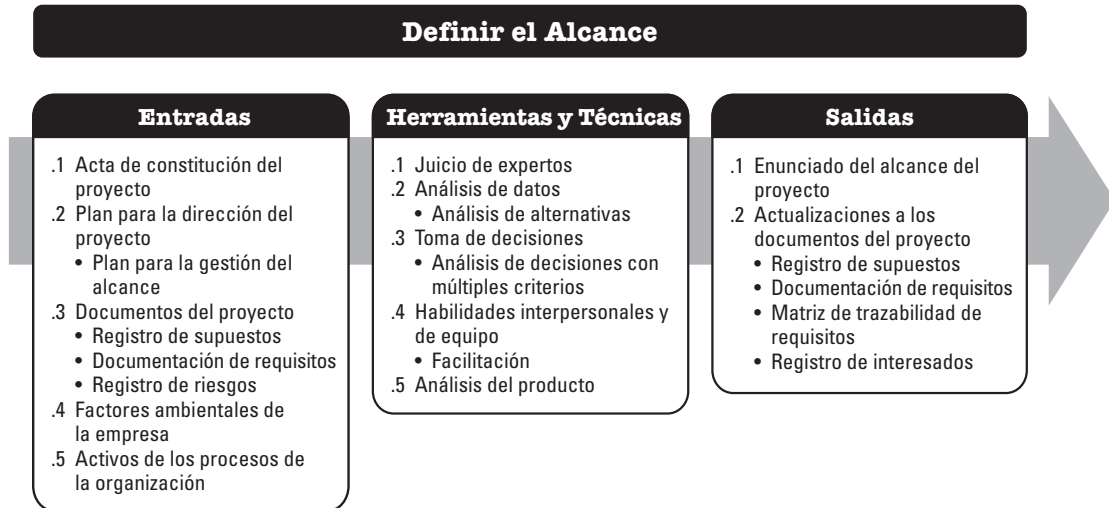 Definir el Alcance
Entradas
.1 Acta de constitución del
proyecto
.2 Plan para la dirección del
proyecto
• Plan para la gestión del
alcance
.3 Documentos del proyecto
• Registro de supuestos
• Documentación de requisitos
• Registro de riesgos
.4 Factores ambientales de
la empresa
.5 Activos de los procesos de
la organización
Herramientas y Técnicas
.1 Juicio de expertos
.2 Análisis de datos
• Análisis de alternativas
.3 Toma de decisiones
• Análisis de decisiones con
múltiples criterios
.4 Habilidades interpersonales y
de equipo
• Facilitación
.5 Análisis del producto
Salidas
.1 Enunciado del alcance del
proyecto
.2 Actualizaciones a los
documentos del proyecto
• Registro de supuestos
• Documentación de requisitos
• Matriz de trazabilidad de
requisitos
• Registro de interesados